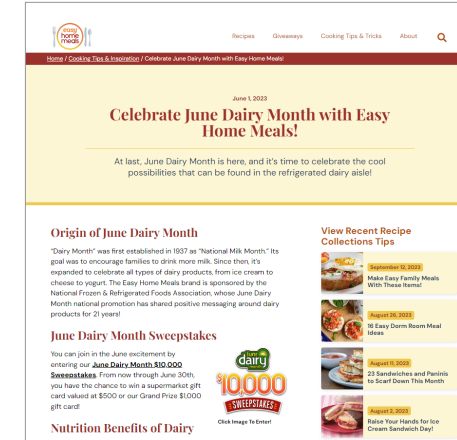 easy
home
meals
Recipes Giveaways Cooking Tips & Tricks About
Home / Cooking Tips & Inspiration / Celebrate June Dairy Month with Easy Home Meals!
June 1, 2023
Celebrate June Dairy Month with Easy
Home Meals!
At last, June Dairy Month is here, and it's time to celebrate the cool
possibilities that can be found in the refrigerated dairy aisle!
Origin of June Dairy Month
"Dairy Month" was first established in 1937 as "National Milk Month." Its
goal was to encourage families to drink more milk. Since then, it's
expanded to celebrate all types of dairy products, from ice cream to
cheese to yogurt. The Easy Home Meals brand is sponsored by the
National Frozen & Refrigerated Foods Association, whose June Dairy
Month national promotion has shared positive messaging around dairy
products for 21 years!
June Dairy Month Sweepstakes
You can join in the June excitement by
entering our June Dairy Month $10,000
Sweepstakes. From now through June 30th,
you have the chance to win a supermarket gift
card valued at $500 or our Grand Prize $1,000
gift card!
June
dairy
$10,000
SWEEPSTAKES
Click Image To Enter!
Nutrition Benefits of Dairy
View Recent Recipe
Collections Tips
September 12, 2023
Make Easy Family Meals
With These Items!
August 26, 2023
16 Easy Dorm Room Meal
Ideas
August 11, 2023
23 Sandwiches and Paninis
to Scarf Down This Month
August 2, 2023
Raise Your Hands for Ice
Cream Sandwich Day!